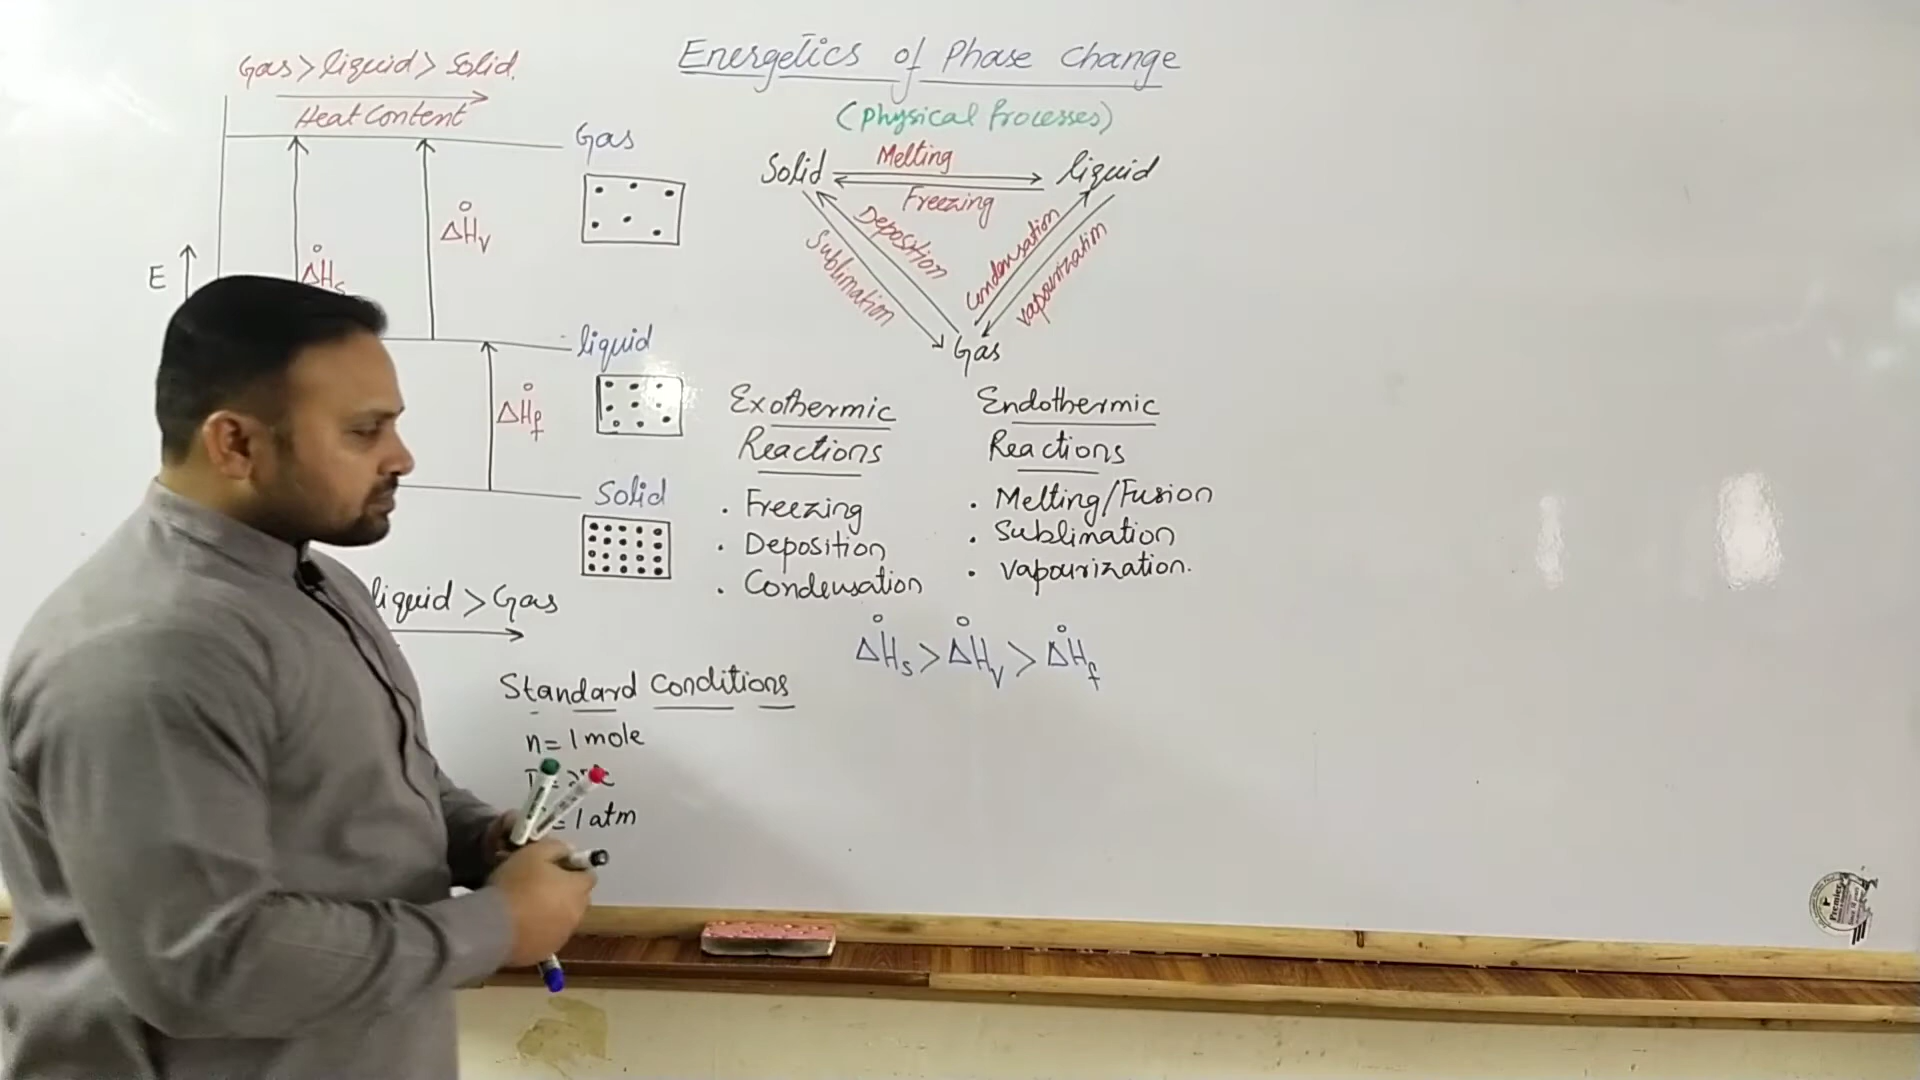 Gas > liquid > Solid.
Heat Content
Gas
ΔH°v
E
ΔH°s
liquid
ΔH°f
Solid
liquid > Gas
Standard Conditions
n = 1 mole
= 1 atm
Energetics of Phase Change
(Physical Processes)
Solid
Melting
liquid
Freezing
Deposition
Sublimation
Condensation
Vapourization
Gas
Exothermic
Reactions
• Freezing
• Deposition
• Condensation
Endothermic
Reactions
• Melting/Fusion
• Sublimation
• Vapourization.
ΔH°s > ΔH°v > ΔH°f
Premier